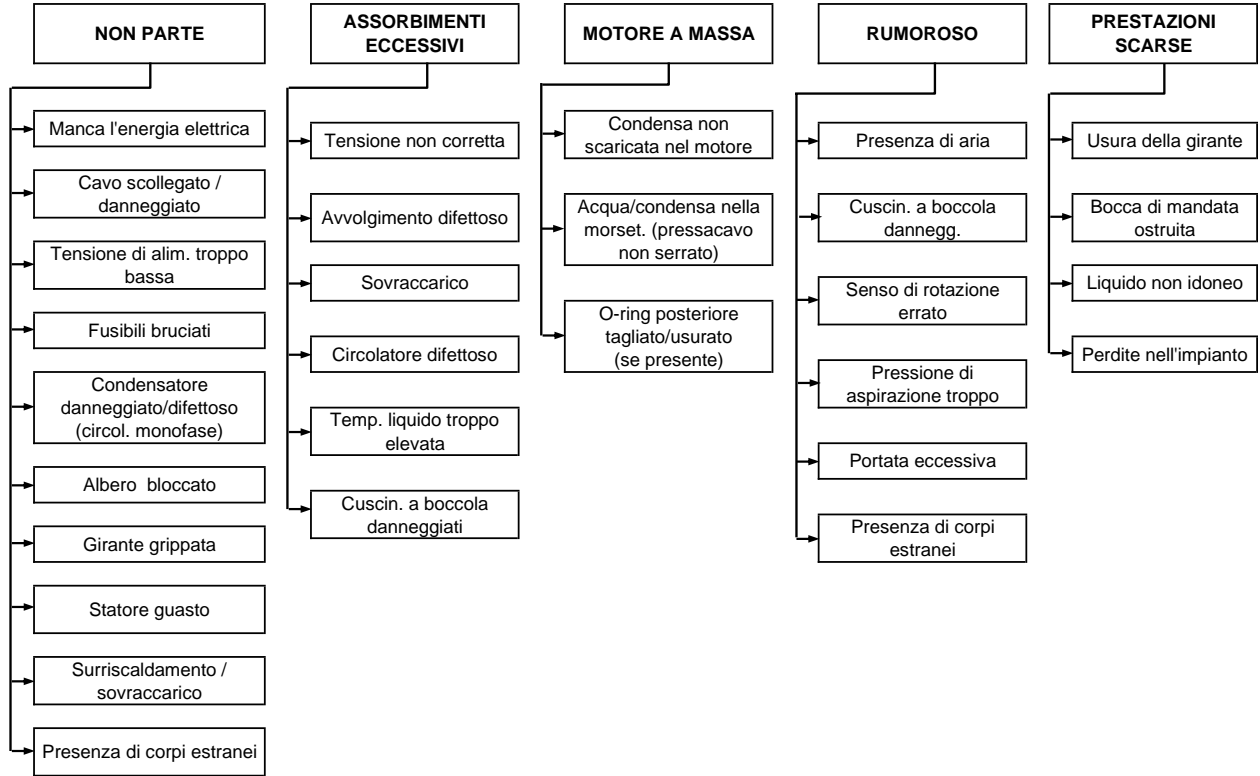 NON PARTE
Manca l'energia elettrica
Cavo scollegato /
danneggiato
Tensione di alim. troppo
bassa
Fusibili bruciati
Condensatore
danneggiato/difettoso
(circol. monofase)
Albero  bloccato
Girante grippata
Statore guasto
Surriscaldamento /
sovraccarico
Presenza di corpi estranei
ASSORBIMENTI
ECCESSIVI
Tensione non corretta
Avvolgimento difettoso
Sovraccarico
Circolatore difettoso
Temp. liquido troppo
elevata
Cuscin. a boccola
danneggiati
MOTORE A MASSA
Condensa non
scaricata nel motore
Acqua/condensa nella
morset. (pressacavo
non serrato)
O-ring posteriore
tagliato/usurato
(se presente)
RUMOROSO
Presenza di aria
Cuscin. a boccola
dannegg.
Senso di rotazione
errato
Pressione di
aspirazione troppo
Portata eccessiva
Presenza di corpi
estranei
PRESTAZIONI
SCARSE
Usura della girante
Bocca di mandata
ostruita
Liquido non idoneo
Perdite nell'impianto